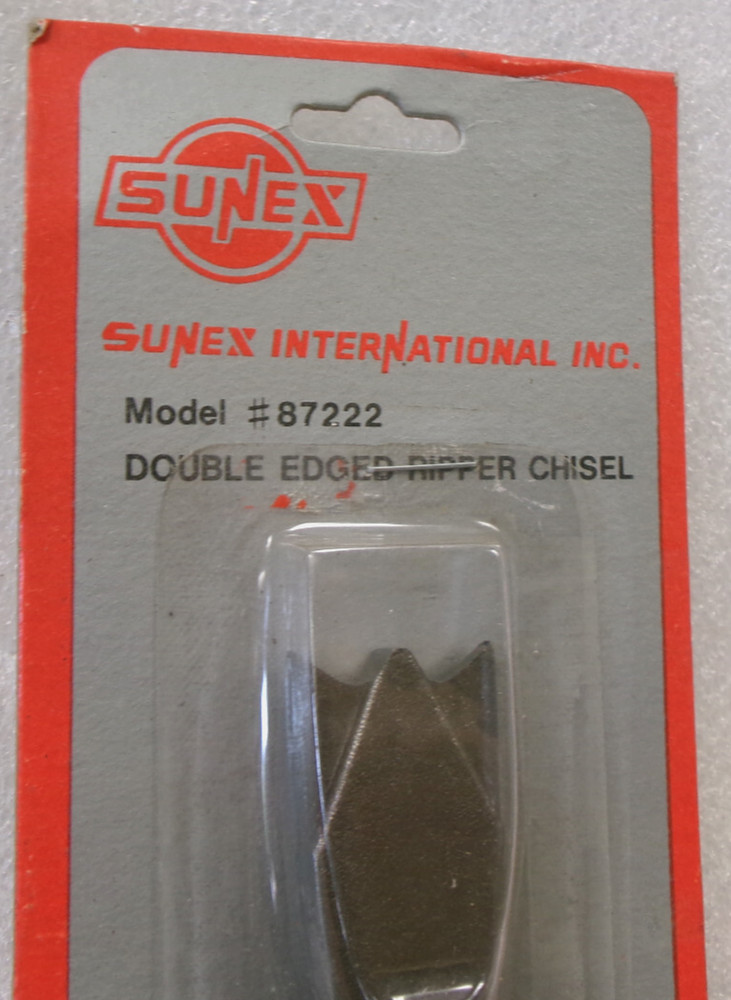 SUNEX
SUNEX INTERNATIONAL INC.
Model #87222
DOUBLE EDGED RIPPER CHISEL